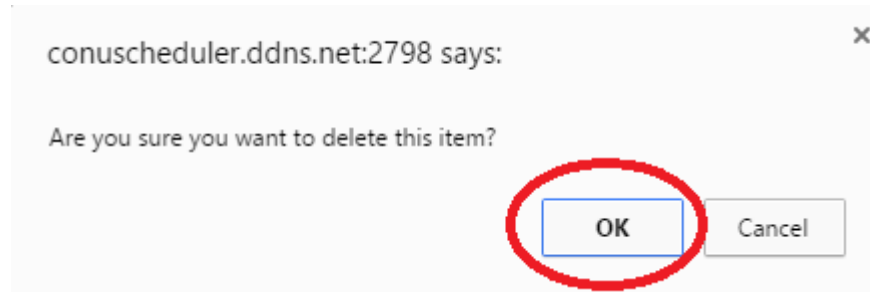 conuscheduler.ddns.net:2798 says:
Are you sure you want to delete this item?
OK
Cancel